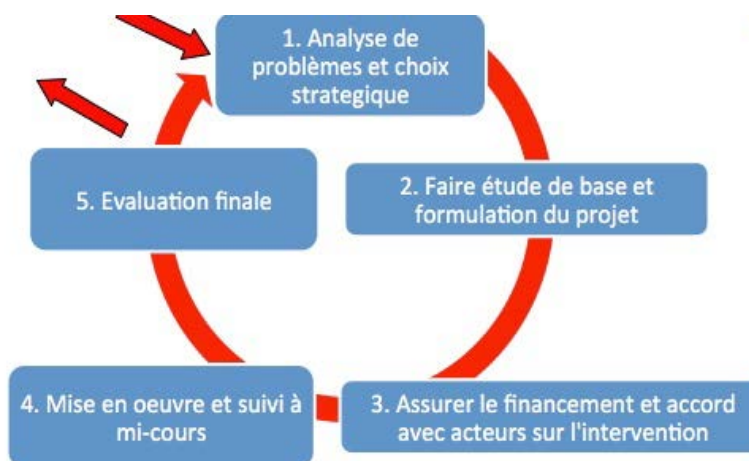 1. Analyse de
problèmes et choix
strategique
2. Faire étude de base et
formulation du projet
3. Assurer le financement et accord
avec acteurs sur l'intervention
4. Mise en oeuvre et suivi à
mi-cours
5. Evaluation finale